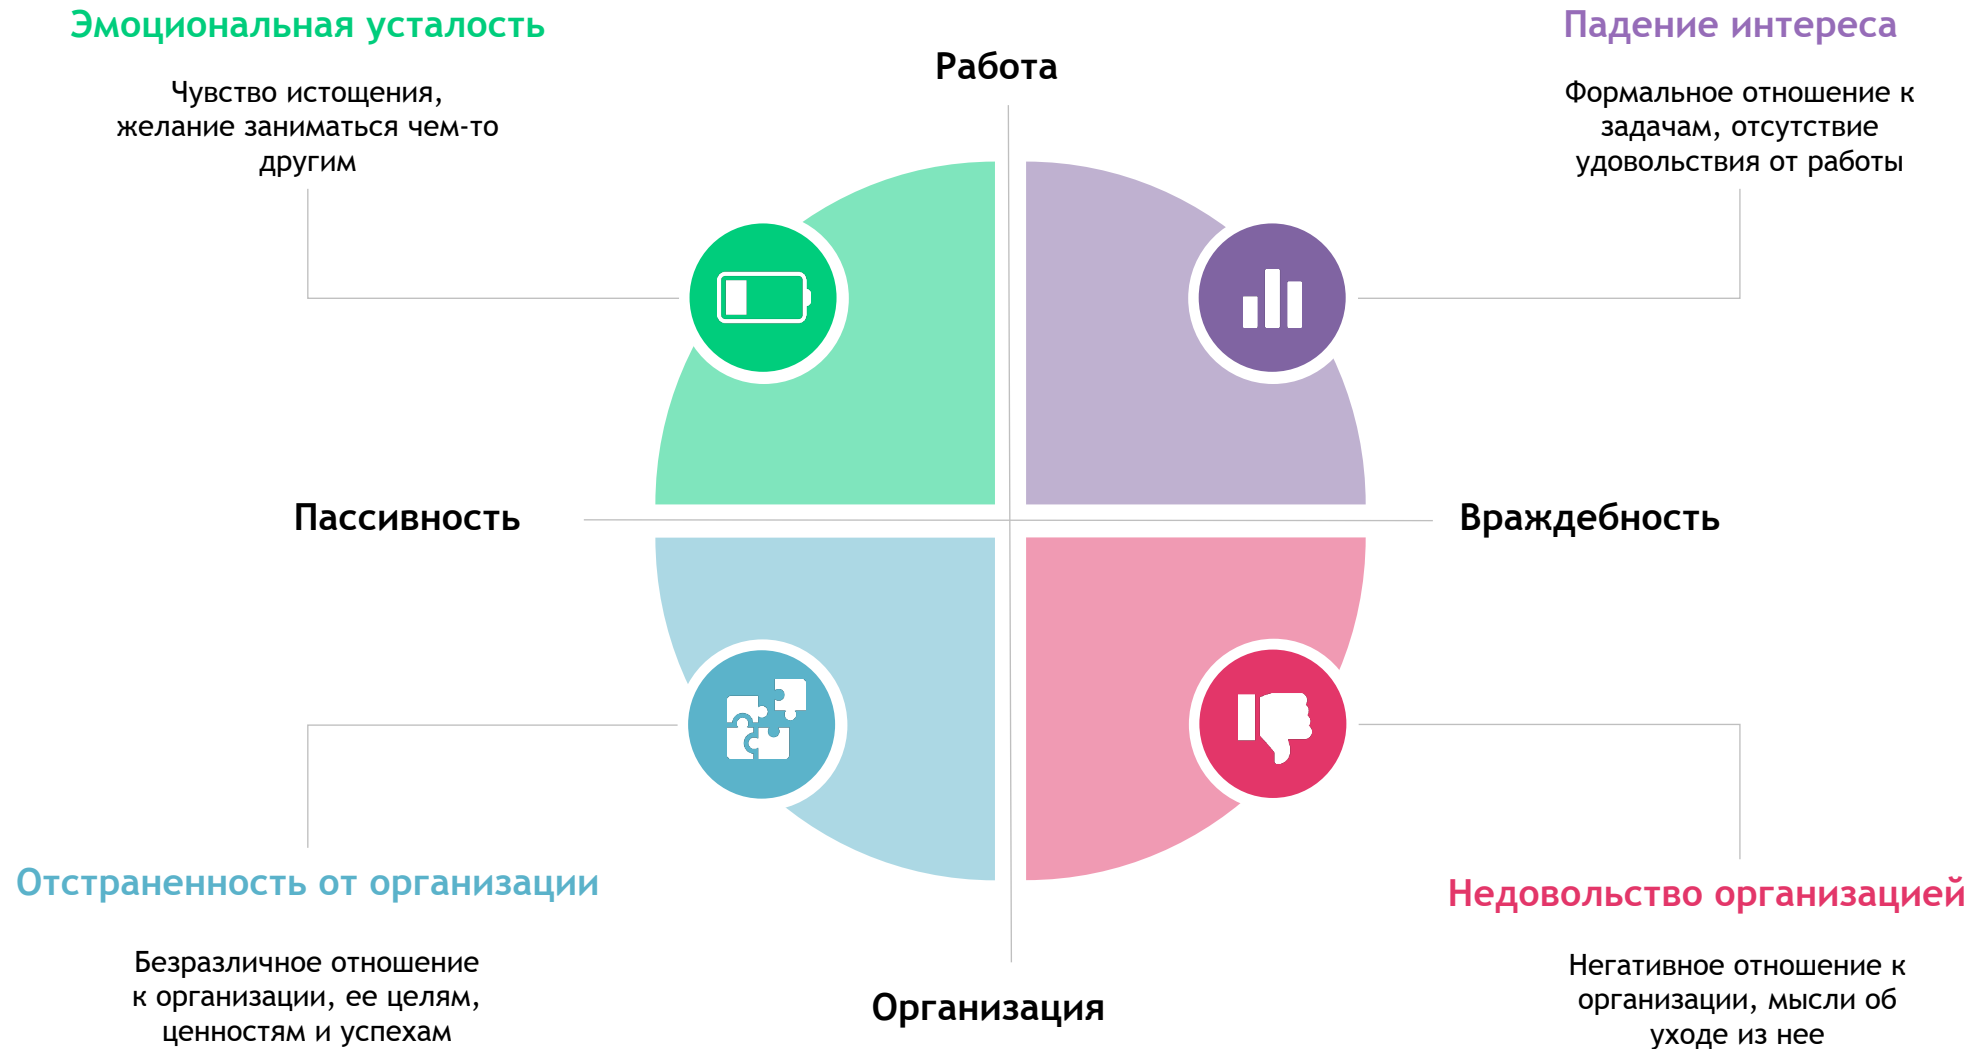 Эмоциональная усталость
Чувство истощения,
желание заниматься чем-то
другим
Работа
Падение интереса
Формальное отношение к
задачам, отсутствие
удовольствия от работы
Пассивность
Враждебность
Отстраненность от организации
Безразличное отношение
к организации, ее целям,
ценностям и успехам
Организация
Недовольство организацией
Негативное отношение к
организации, мысли об
уходе из нее